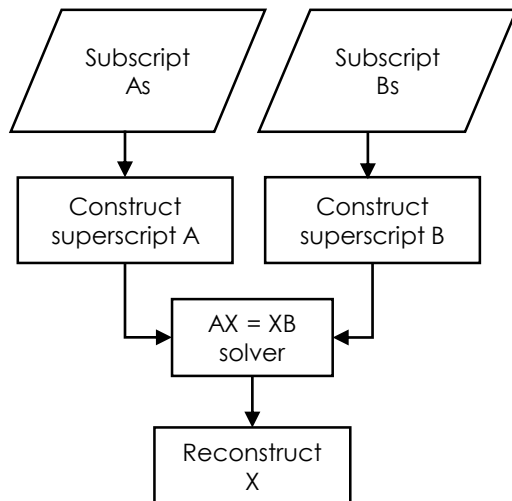 Subscript
As
Subscript
Bs
Construct
superscript A
Construct
superscript B
AX = XB
solver
Reconstruct
X